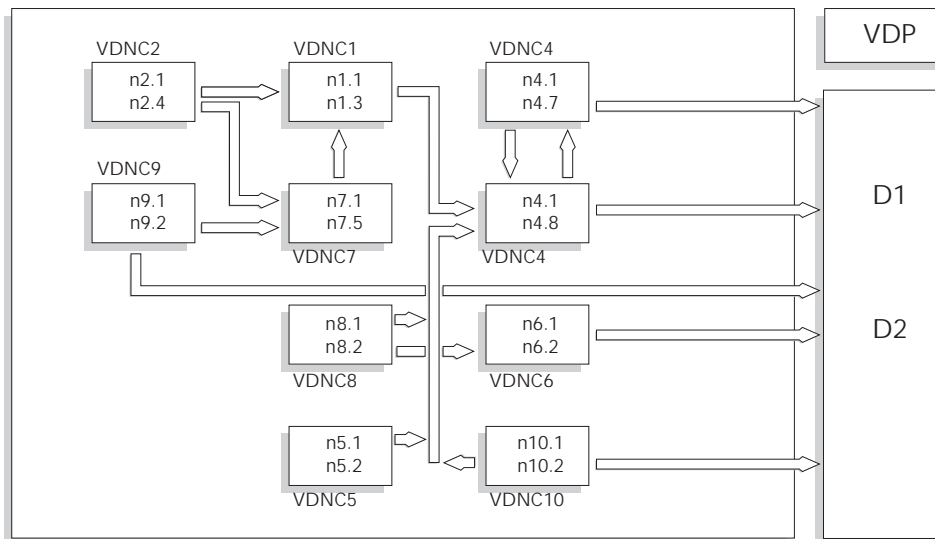 VDNC2
n2.1
n2.4
VDNC1
n1.1
n1.3
VDNC4
n4.1
n4.7
VDP
VDNC9
n9.1
n9.2
n7.1
n7.5
VDNC7
n4.1
n4.8
VDNC4
D1
n8.1
n8.2
VDNC8
n6.1
n6.2
VDNC6
D2
n5.1
n5.2
VDNC5
n10.1
n10.2
VDNC10